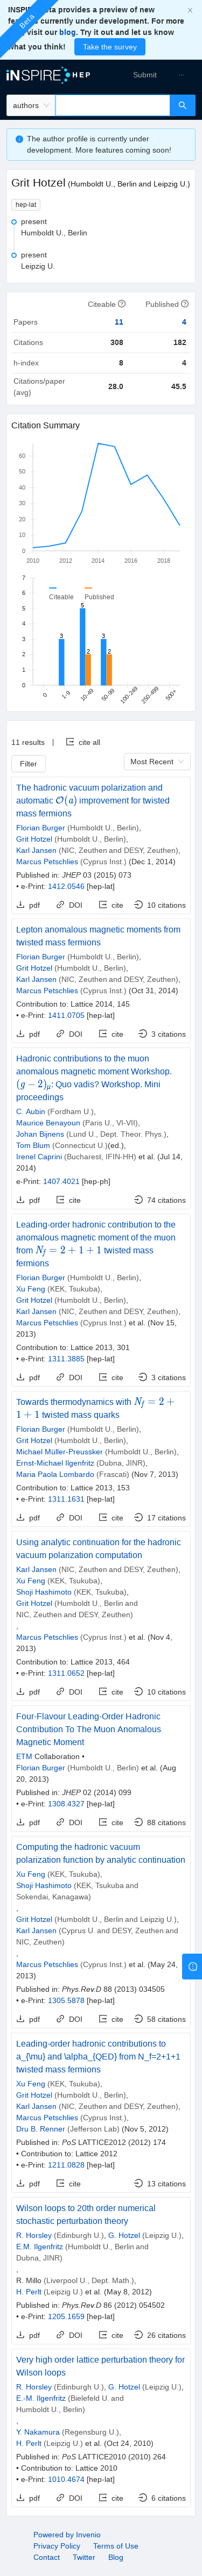 Beta
INSPIRE beta provides a preview of new
features currently under development. For more
info, visit our blog. Try it out and let us know
what you think! Take the survey
iNSPIRE HEP Submit ···
authors
The author profile is currently under
development. More features coming soon!
Grit Hotzel (Humboldt U., Berlin and Leipzig U.)
hep-lat
present
Humboldt U., Berlin
present
Leipzig U.
Citeable Published
Papers 11 4
Citations 308 182
h-index 8 4
Citations/paper
(avg) 28.0 45.5
Citation Summary
60
50
40
30
20
10
0
2010 2012 2014 2016 2018
7
6
5
4
3
2
1
0
Citeable Published
3 5 2 3 2
0 1-9 10-49 50-99 100-249 250-499 500+
11 results | cite all
Filter Most Recent
The hadronic vacuum polarization and
automatic O(a) improvement for twisted
mass fermions
Florian Burger (Humboldt U., Berlin),
Grit Hotzel (Humboldt U., Berlin),
Karl Jansen (NIC, Zeuthen and DESY, Zeuthen),
Marcus Petschlies (Cyprus Inst.) (Dec 1, 2014)
Published in: JHEP 03 (2015) 073
• e-Print: 1412.0546 [hep-lat]
pdf DOI cite 10 citations
Lepton anomalous magnetic moments from
twisted mass fermions
Florian Burger (Humboldt U., Berlin),
Grit Hotzel (Humboldt U., Berlin),
Karl Jansen (NIC, Zeuthen and DESY, Zeuthen),
Marcus Petschlies (Cyprus Inst.) (Oct 31, 2014)
Contribution to: Lattice 2014, 145
• e-Print: 1411.0705 [hep-lat]
pdf DOI cite 3 citations
Hadronic contributions to the muon
anomalous magnetic moment Workshop.
(g − 2)μ: Quo vadis? Workshop. Mini
proceedings
C. Aubin (Fordham U.),
Maurice Benayoun (Paris U., VI-VII),
Johan Bijnens (Lund U., Dept. Theor. Phys.),
Tom Blum (Connecticut U.)(ed.),
Irenel Caprini (Bucharest, IFIN-HH) et al. (Jul 14,
2014)
e-Print: 1407.4021 [hep-ph]
pdf cite 74 citations
Leading-order hadronic contribution to the
anomalous magnetic moment of the muon
from Nf = 2 + 1 + 1 twisted mass
fermions
Florian Burger (Humboldt U., Berlin),
Xu Feng (KEK, Tsukuba),
Grit Hotzel (Humboldt U., Berlin),
Karl Jansen (NIC, Zeuthen and DESY, Zeuthen),
Marcus Petschlies (Cyprus Inst.) et al. (Nov 15,
2013)
Contribution to: Lattice 2013, 301
• e-Print: 1311.3885 [hep-lat]
pdf DOI cite 3 citations
Towards thermodynamics with Nf = 2 +
1 + 1 twisted mass quarks
Florian Burger (Humboldt U., Berlin),
Grit Hotzel (Humboldt U., Berlin),
Michael Müller-Preussker (Humboldt U., Berlin),
Ernst-Michael Ilgenfritz (Dubna, JINR),
Maria Paola Lombardo (Frascati) (Nov 7, 2013)
Contribution to: Lattice 2013, 153
• e-Print: 1311.1631 [hep-lat]
pdf DOI cite 17 citations
Using analytic continuation for the hadronic
vacuum polarization computation
Karl Jansen (NIC, Zeuthen and DESY, Zeuthen),
Xu Feng (KEK, Tsukuba),
Shoji Hashimoto (KEK, Tsukuba),
Grit Hotzel (Humboldt U., Berlin and
NIC, Zeuthen and DESY, Zeuthen)
,
Marcus Petschlies (Cyprus Inst.) et al. (Nov 4,
2013)
Contribution to: Lattice 2013, 464
• e-Print: 1311.0652 [hep-lat]
pdf DOI cite 10 citations
Four-Flavour Leading-Order Hadronic
Contribution To The Muon Anomalous
Magnetic Moment
ETM Collaboration •
Florian Burger (Humboldt U., Berlin) et al. (Aug
20, 2013)
Published in: JHEP 02 (2014) 099
• e-Print: 1308.4327 [hep-lat]
pdf DOI cite 88 citations
Computing the hadronic vacuum
polarization function by analytic continuation
Xu Feng (KEK, Tsukuba),
Shoji Hashimoto (KEK, Tsukuba and
Sokendai, Kanagawa)
,
Grit Hotzel (Humboldt U., Berlin and Leipzig U.),
Karl Jansen (Cyprus U. and DESY, Zeuthen and
NIC, Zeuthen)
,
Marcus Petschlies (Cyprus Inst.) et al. (May 24,
2013)
Published in: Phys.Rev.D 88 (2013) 034505
• e-Print: 1305.5878 [hep-lat]
pdf DOI cite 58 citations
Leading-order hadronic contributions to
a_{\mu} and \alpha_{QED} from N_f=2+1+1
twisted mass fermions
Xu Feng (KEK, Tsukuba),
Grit Hotzel (Humboldt U., Berlin),
Karl Jansen (NIC, Zeuthen and DESY, Zeuthen),
Marcus Petschlies (Cyprus Inst.),
Dru B. Renner (Jefferson Lab) (Nov 5, 2012)
Published in: PoS LATTICE2012 (2012) 174
• Contribution to: Lattice 2012
• e-Print: 1211.0828 [hep-lat]
pdf cite 13 citations
Wilson loops to 20th order numerical
stochastic perturbation theory
R. Horsley (Edinburgh U.), G. Hotzel (Leipzig U.),
E.M. Ilgenfritz (Humboldt U., Berlin and
Dubna, JINR)
,
R. Millo (Liverpool U., Dept. Math.),
H. Perlt (Leipzig U.) et al. (May 8, 2012)
Published in: Phys.Rev.D 86 (2012) 054502
• e-Print: 1205.1659 [hep-lat]
pdf DOI cite 26 citations
Very high order lattice perturbation theory for
Wilson loops
R. Horsley (Edinburgh U.), G. Hotzel (Leipzig U.),
E.-M. Ilgenfritz (Bielefeld U. and
Humboldt U., Berlin)
,
Y. Nakamura (Regensburg U.),
H. Perlt (Leipzig U.) et al. (Oct 24, 2010)
Published in: PoS LATTICE2010 (2010) 264
• Contribution to: Lattice 2010
• e-Print: 1010.4674 [hep-lat]
pdf DOI cite 6 citations
Powered by Invenio
Privacy Policy Terms of Use
Contact Twitter Blog